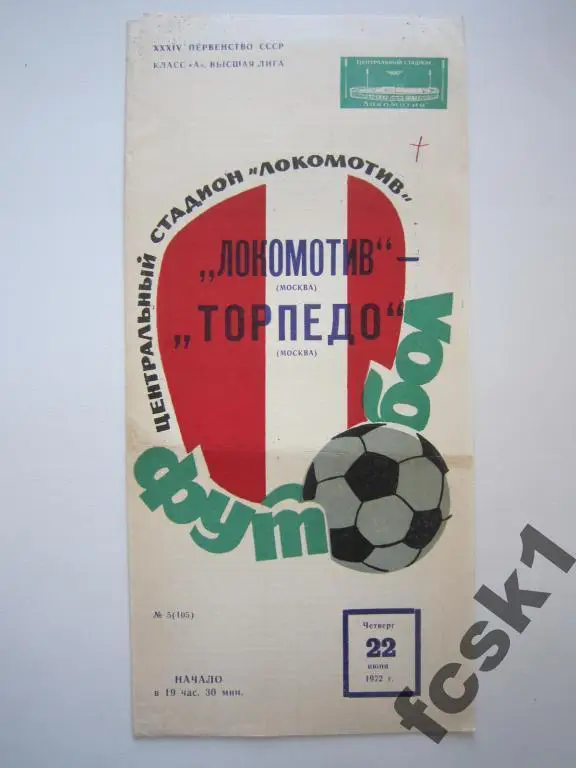 XXXIV ПЕРВЕНСТВО СССР
КЛАСС «А», ВЫСШАЯ ЛИГА
ЦЕНТРАЛЬНЫЙ СТАДИОН
Локомотив
ЦЕНТРАЛЬНЫЙ СТАДИОН „ЛОКОМОТИВ"
„ЛОКОМОТИВ" –
(МОСКВА)
„ТОРПЕДО"
(МОСКВА)
футбол
№ 5(105)
Четверг
22
июня
1972 г.
НАЧАЛО
в 19 час. 30 мин.
fcsk1